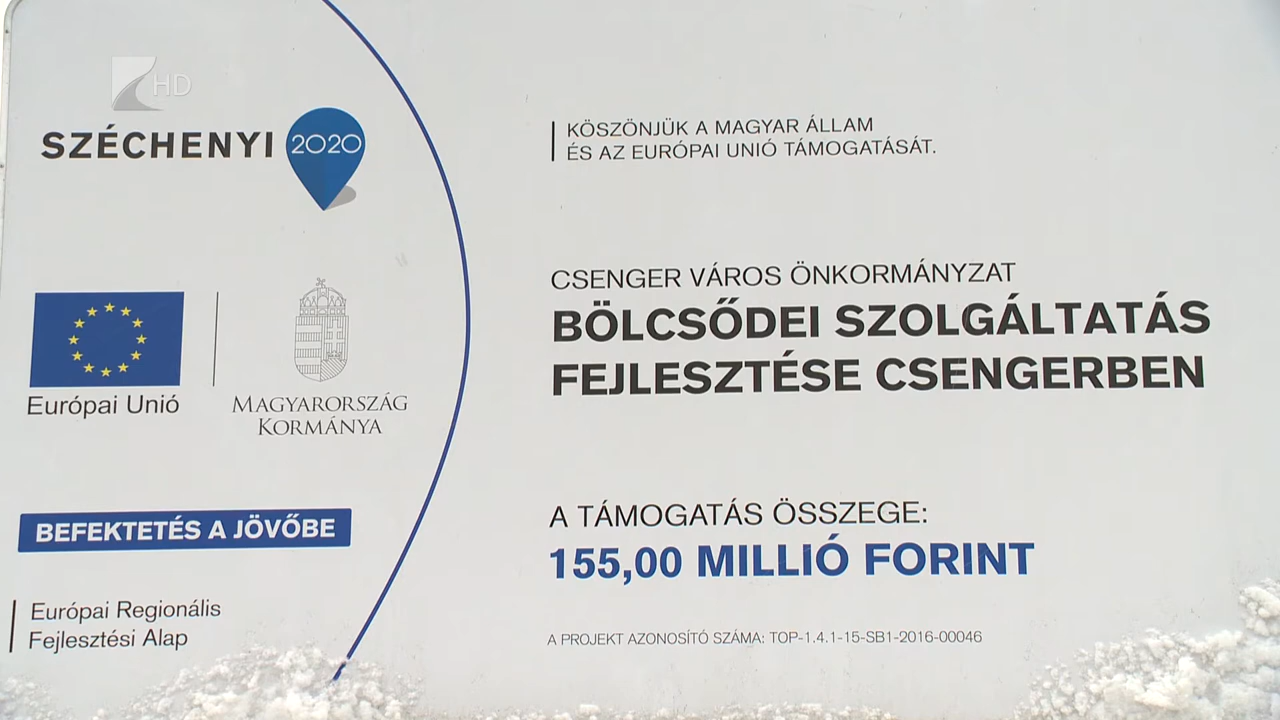 HD
SZÉCHENYI 2020
Európai Unió
MAGYARORSZÁG
KORMÁNYA
BEFEKTETÉS A JÖVŐBE
Európai Regionális
Fejlesztési Alap
KÖSZÖNJÜK A MAGYAR ÁLLAM
ÉS AZ EURÓPAI UNIÓ TÁMOGATÁSÁT.
CSENGER VÁROS ÖNKORMÁNYZAT
BÖLCSŐDEI SZOLGÁLTATÁS
FEJLESZTÉSE CSENGERBEN
A TÁMOGATÁS ÖSSZEGE:
155,00 MILLIÓ FORINT
A PROJEKT AZONOSÍTÓ SZÁMA: TOP-1.4.1-15-SB1-2016-00046